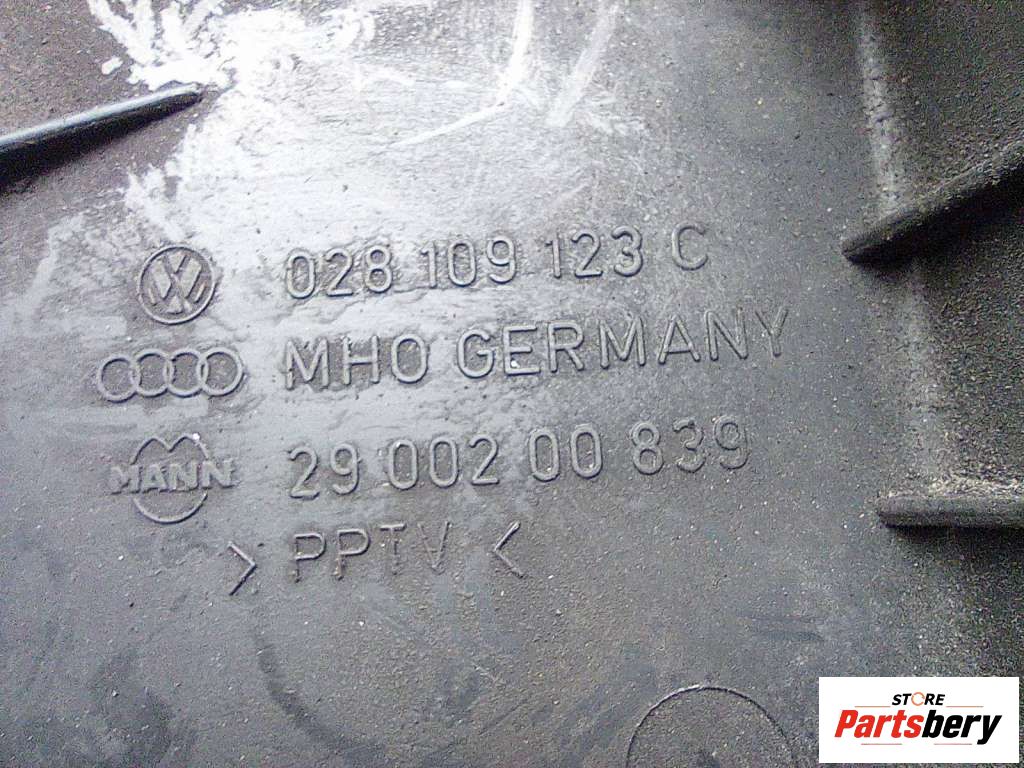 028 109 123 C
MHO GERMANY
MANN
29 002 00 839
> PPTV <
STORE
Partsbery